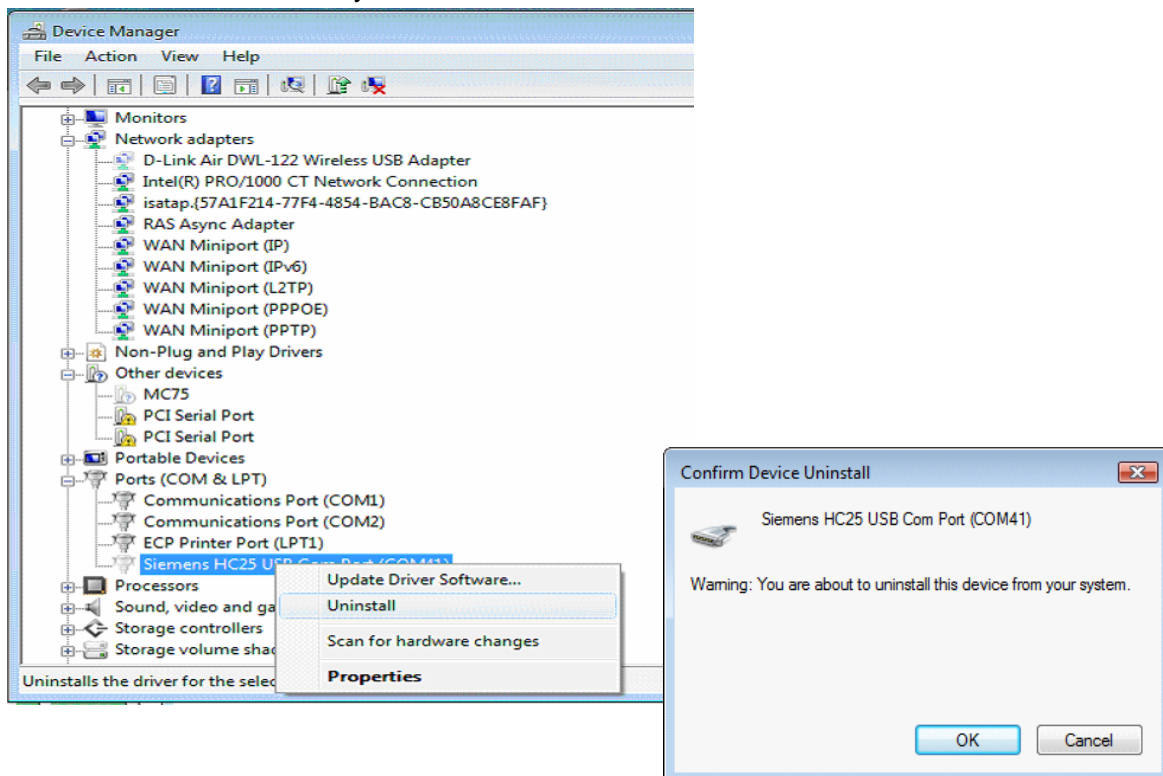 Device Manager
File Action View Help
Monitors
Network adapters
D-Link Air DWL-122 Wireless USB Adapter
Intel(R) PRO/1000 CT Network Connection
isatap.{57A1F214-77F4-4854-BAC8-CB50A8CE8FAF}
RAS Async Adapter
WAN Miniport (IP)
WAN Miniport (IPv6)
WAN Miniport (L2TP)
WAN Miniport (PPPOE)
WAN Miniport (PPTP)
Non-Plug and Play Drivers
Other devices
MC75
PCI Serial Port
PCI Serial Port
Portable Devices
Ports (COM & LPT)
Communications Port (COM1)
Communications Port (COM2)
ECP Printer Port (LPT1)
Siemens HC25 USB Com Port (COM41)
Processors
Sound, video and ga
Storage controllers
Storage volume shad
Uninstalls the driver for the selec
Update Driver Software...
Uninstall
Scan for hardware changes
Properties
Confirm Device Uninstall
Siemens HC25 USB Com Port (COM41)
Warning: You are about to uninstall this device from your system.
OK Cancel